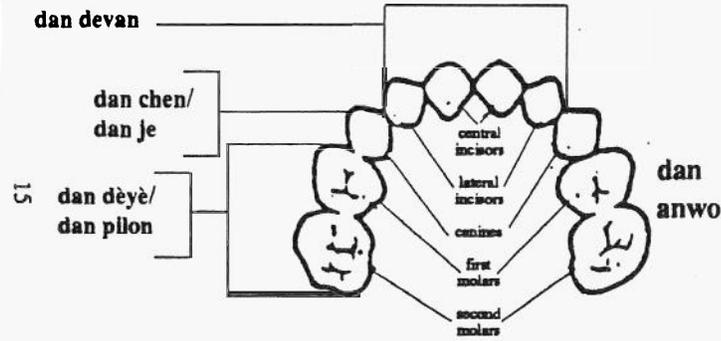 dan devan
dan chen/
dan je
dan dèyè/
dan pilon
15
central
incisors
lateral
incisors
canines
first
molars
second
molars
dan
anwo